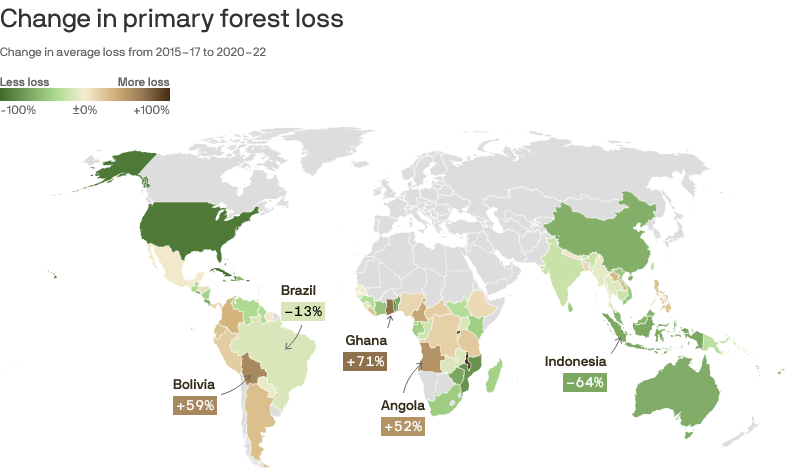 Change in primary forest loss
Change in average loss from 2015–17 to 2020–22
Less loss More loss
-100% ±0% +100%
Brazil
−13%
Ghana
+71%
Indonesia
−64%
Bolivia
+59%
Angola
+52%